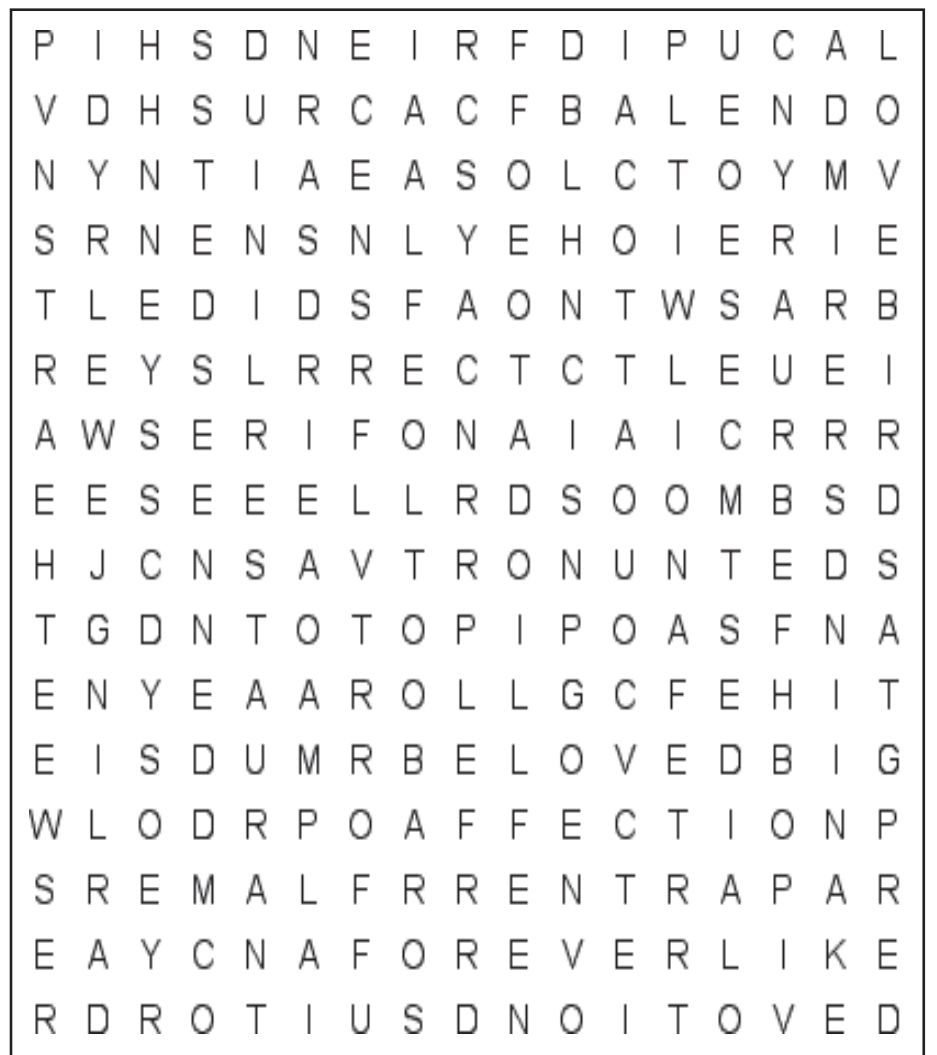 P I H S D N E I R F D I P U C A L
V D H S U R C A C F B A L E N D O
N Y N T I A E A S O L C T O Y M V
S R N E N S N L Y E H O I E R I E
T L E D I D S F A O N T W S A R B
R E Y S L R R E C T C T L E U E I
A W S E R I F O N A I A I C R R R
E E S E E E L L R D S O O M B S D
H J C N S A V T R O N U N T E D S
T G D N T O T O P I P O A S F N A
E N Y E A A R O L L G C F E H I T
E I S D U M R B E L O V E D B I G
W L O D R P O A F F E C T I O N P
S R E M A L F R R E N T R A P A R
E A Y C N A F O R E V E R L I K E
R D R O T I U S D N O I T O V E D